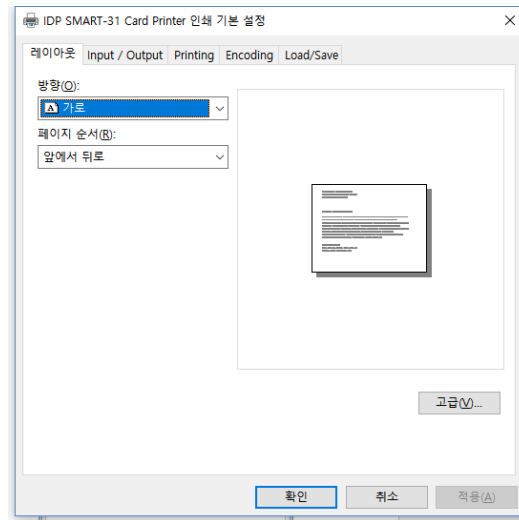 IDP SMART-31 Card Printer 인쇄 기본 설정
레이아웃 Input / Output Printing Encoding Load/Save
방향(O):
A 가로
페이지 순서(R):
앞에서 뒤로
고급(V)...
확인 취소 적용(A)